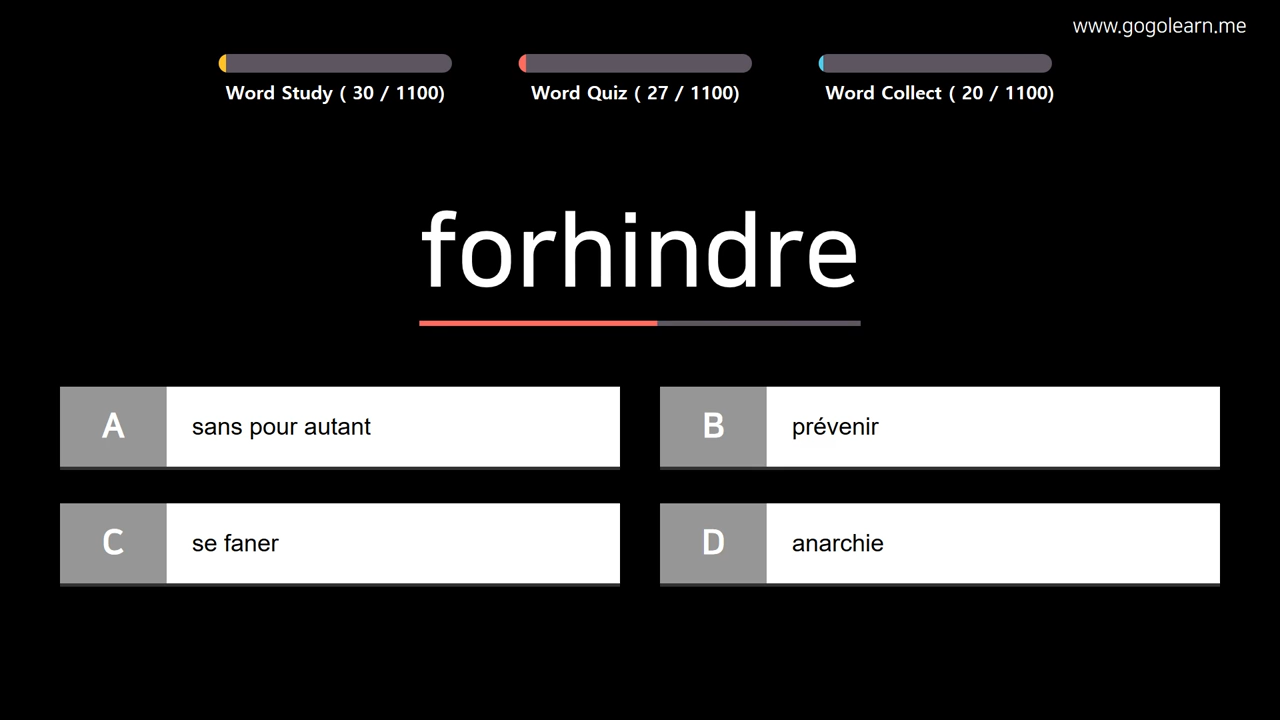 www.gogolearn.me
Word Study ( 30 / 1100)
Word Quiz ( 27 / 1100)
Word Collect ( 20 / 1100)
forhindre
A sans pour autant
B prévenir
C se faner
D anarchie